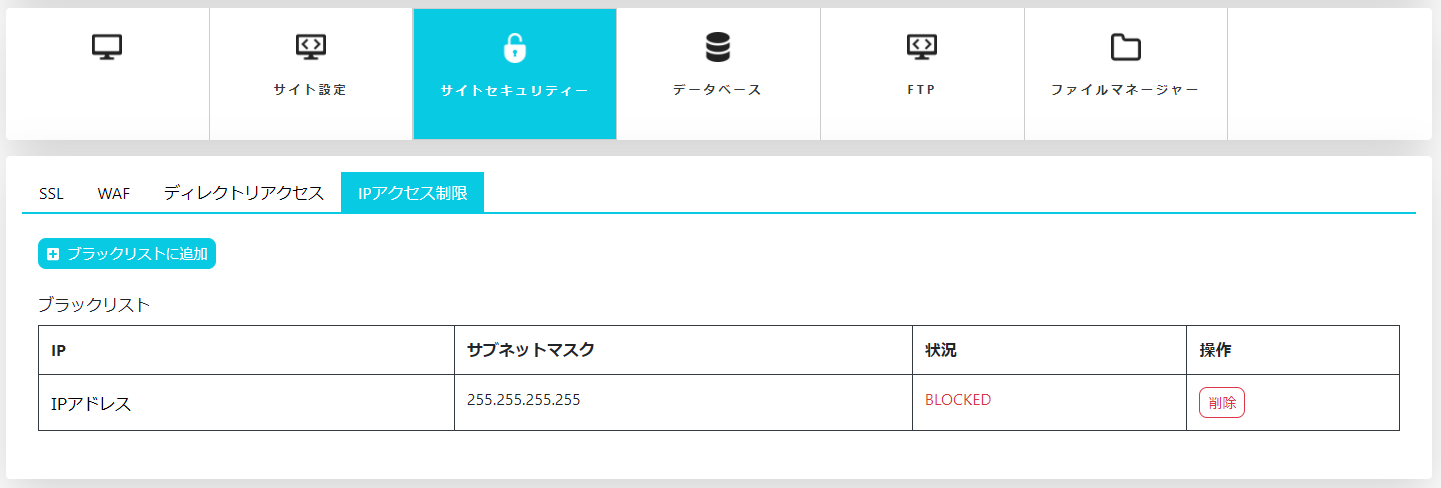 サイト設定 サイトセキュリティー データベース FTP ファイルマネージャー
SSL WAF ディレクトリアクセス IPアクセス制限
ブラックリストに追加
ブラックリスト
IP サブネットマスク 状況 操作
IPアドレス 255.255.255.255 BLOCKED 削除